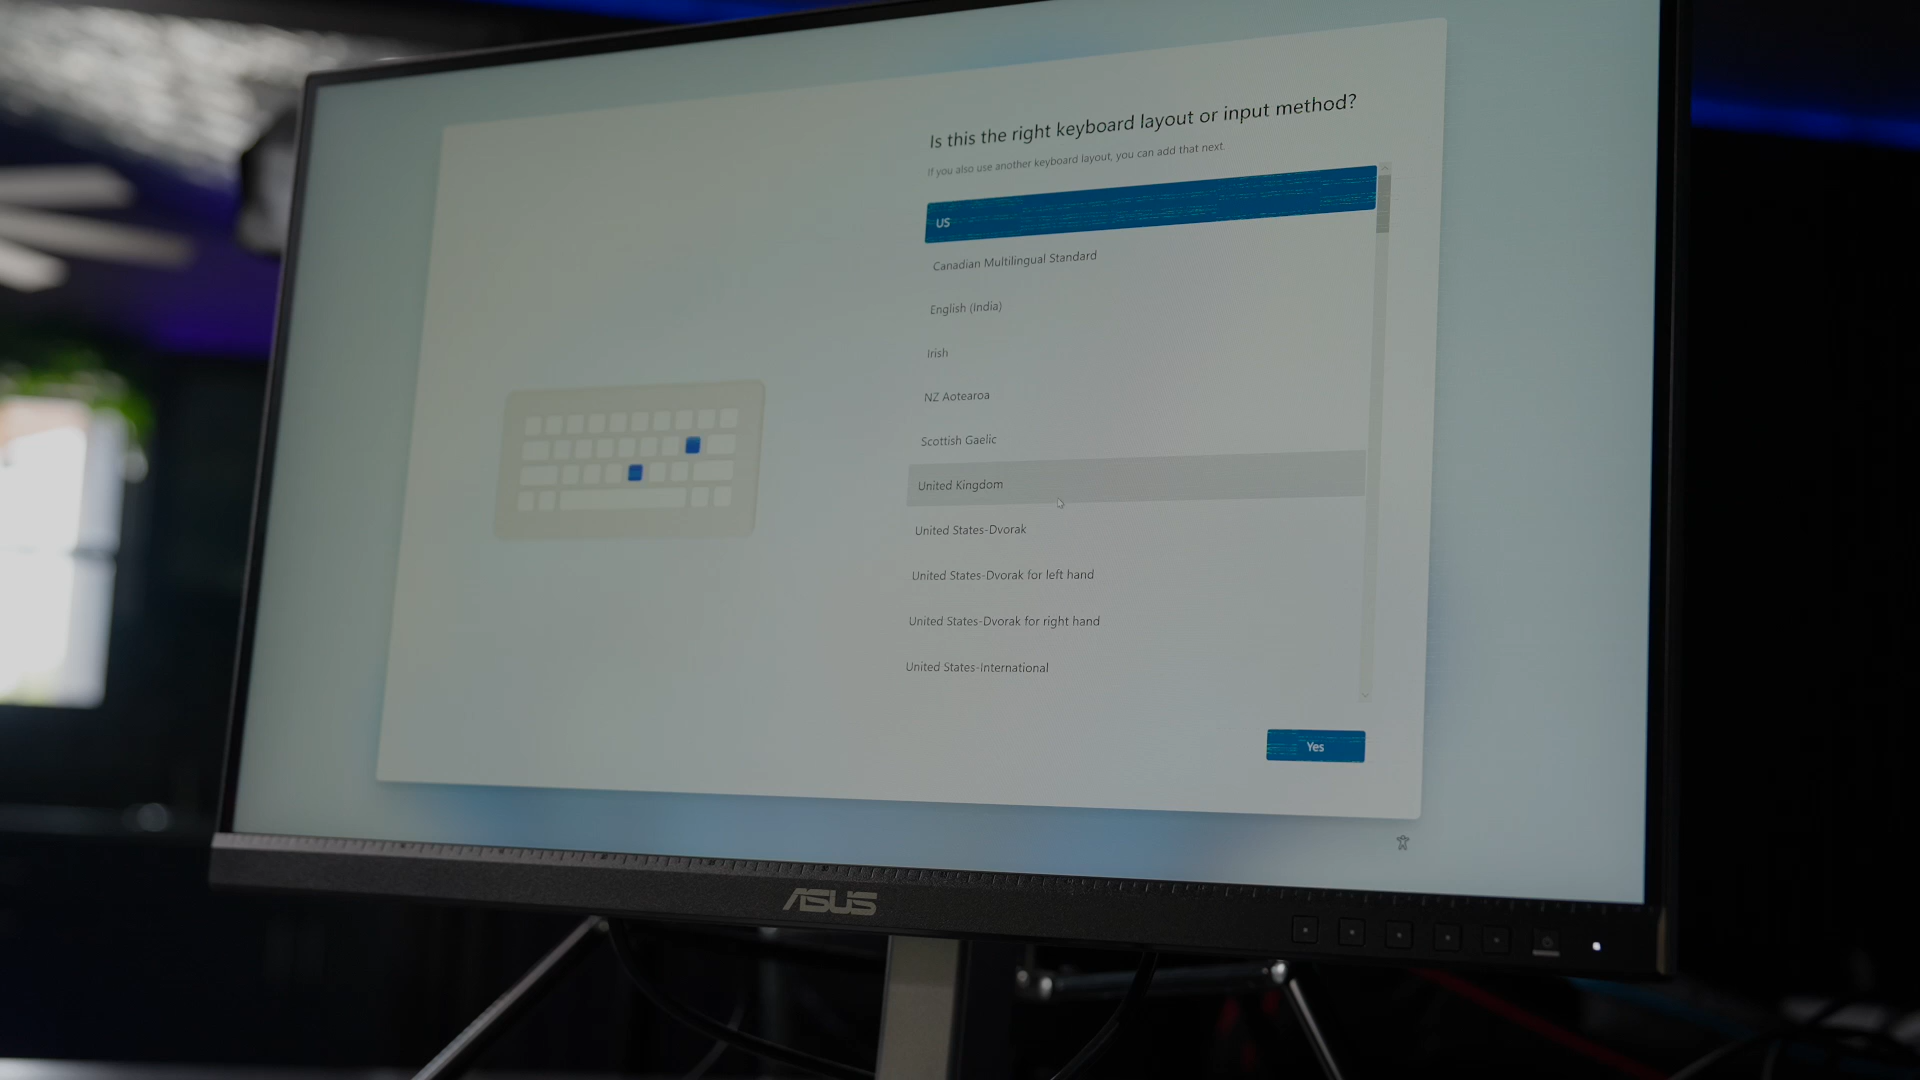 Is this the right keyboard layout or input method?
If you also use another keyboard layout, you can add that next.
US
Canadian Multilingual Standard
English (India)
Irish
NZ Aotearoa
Scottish Gaelic
United Kingdom
United States-Dvorak
United States-Dvorak for left hand
United States-Dvorak for right hand
United States-International
Yes
ASUS